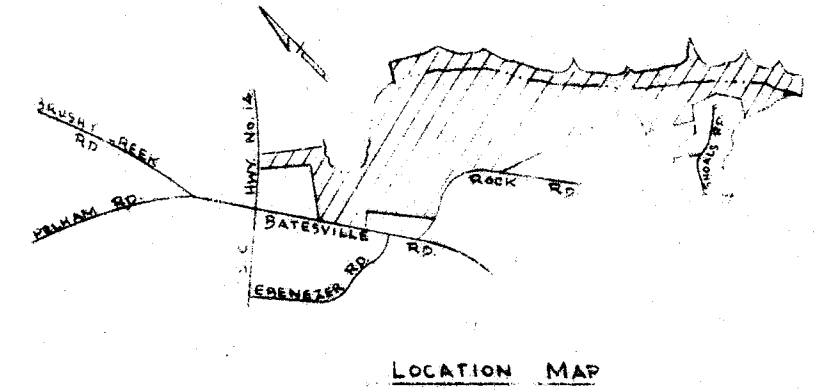 BRUSHY CREEK
RD
PELHAM RD.
HWY. No. 14
S.C.
BATESVILLE RD.
EBENEZER RD.
ROCK RD
SHOALS RD.
LOCATION MAP